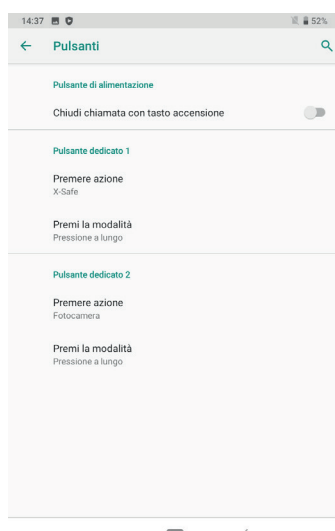 14:37
52%
Pulsanti
Pulsante di alimentazione
Chiudi chiamata con tasto accensione
Pulsante dedicato 1
Premere azione
X-Safe
Premi la modalità
Pressione a lungo
Pulsante dedicato 2
Premere azione
Fotocamera
Premi la modalità
Pressione a lungo